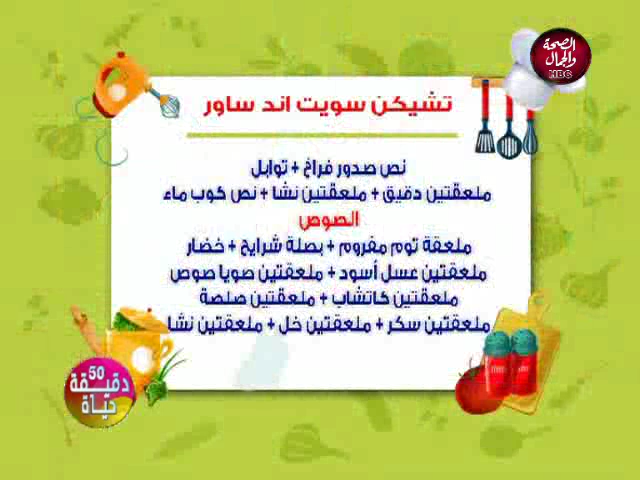 الصحة
والجمال
HBC
تشيكن سويت اند ساور
نص صدور فراخ + توابل
ملعقتين دقيق + ملعقتين نشا + نص كوب ماء
الصوص
ملعقة ثوم مفروم + بصلة شرايح + خضار
ملعقتين عسل أسود + ملعقتين صويا صوص
ملعقتين كاتشاب + ملعقتين صلصة
ملعقتين سكر + ملعقتين خل + ملعقتين نشا
50
دقيقة
حياة